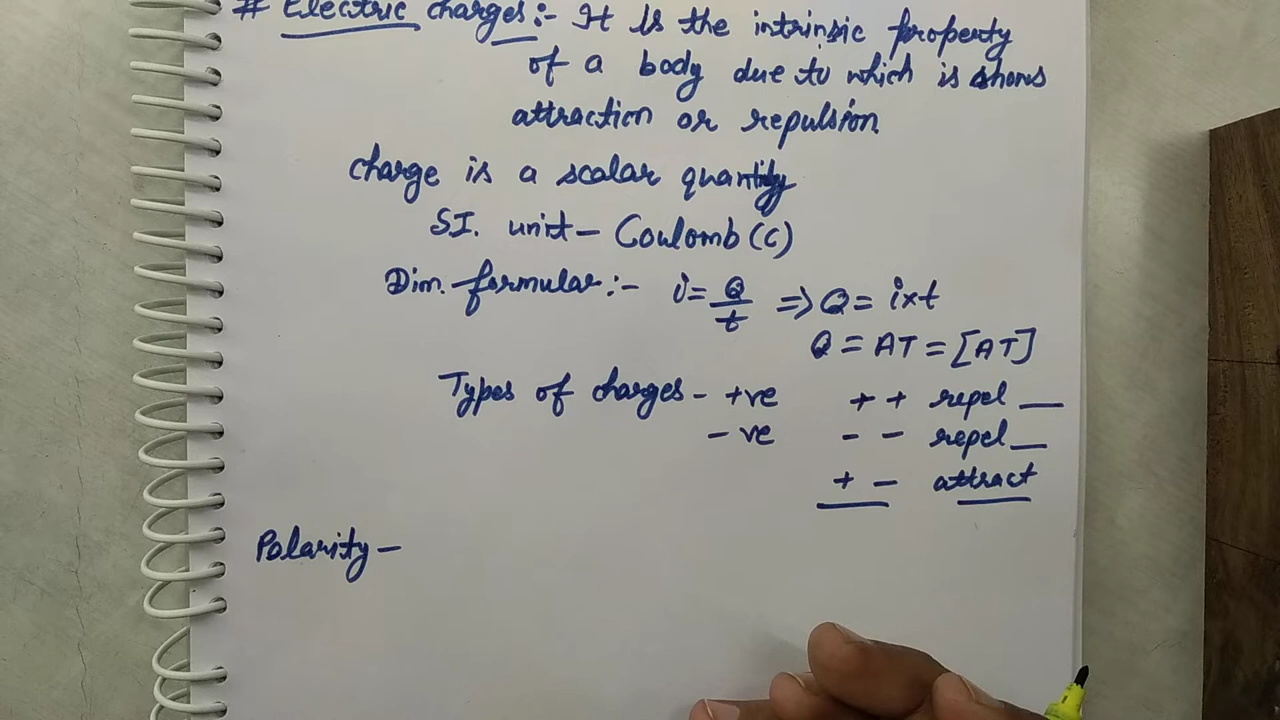 # Electric charges:- It is the intrinsic property
of a body due to which is shows
attraction or repulsion
charge is a scalar quantity
S.I. unit- Coulomb (C)
Dim. formular:- i= Q/t => Q= i×t
Q = AT = [AT]
Types of charges - +ve + + repel
- ve - - repel
+ - attract
Polarity -